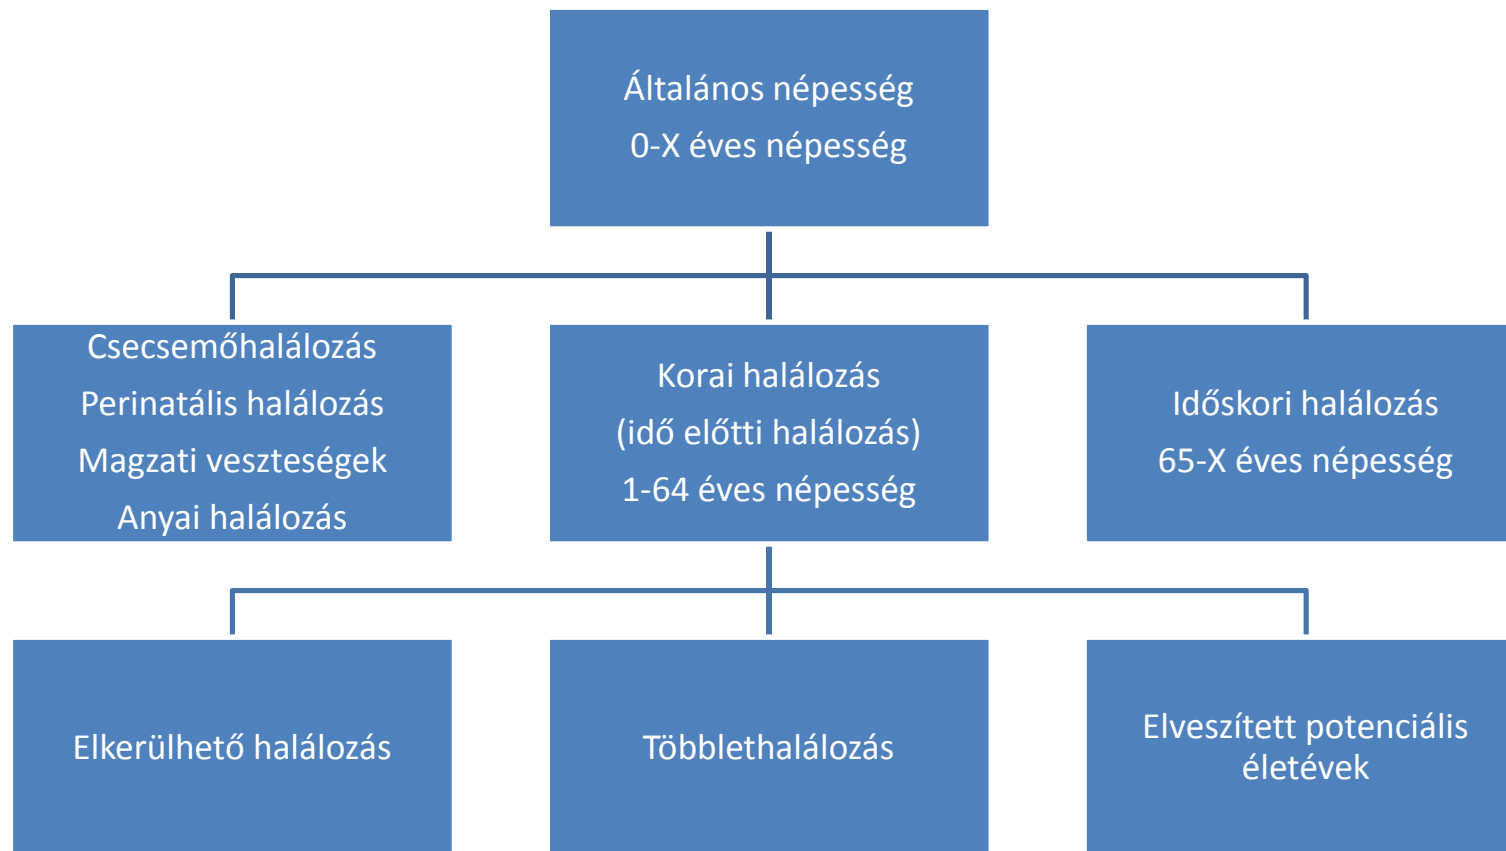 Általános népesség
0-X éves népesség
Csecsemőhalálozás
Perinatális halálozás
Magzati veszteségek
Anyai halálozás
Korai halálozás
(idő előtti halálozás)
1-64 éves népesség
Időskori halálozás
65-X éves népesség
Elkerülhető halálozás
Többlethalálozás
Elveszített potenciális
életévek